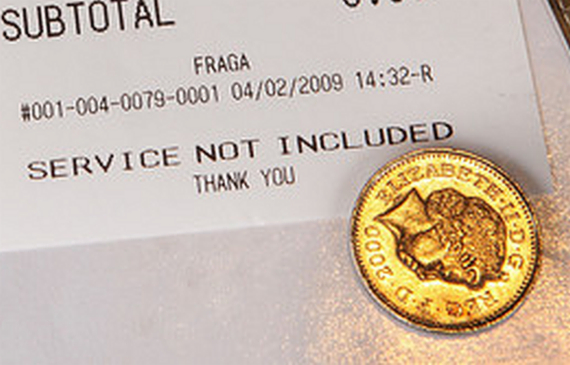 SUBTOTAL
FRAGA
#001-004-0079-0001 04/02/2009 14:32-R
SERVICE NOT INCLUDED
THANK YOU
ELIZABETH·II·D·G
REG·F·D